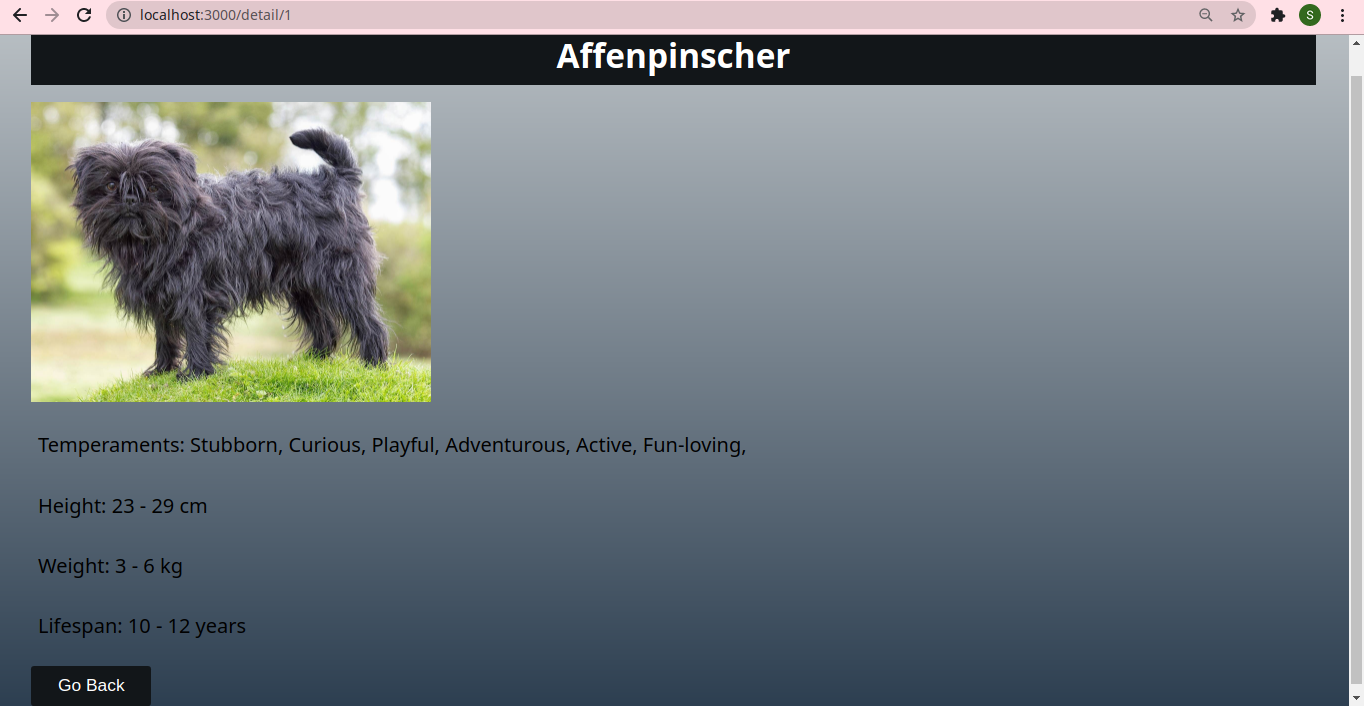 localhost:3000/detail/1
S
Affenpinscher
Temperaments: Stubborn, Curious, Playful, Adventurous, Active, Fun-loving,
Height: 23 - 29 cm
Weight: 3 - 6 kg
Lifespan: 10 - 12 years
Go Back